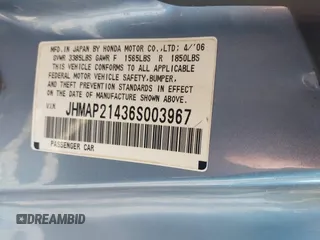 MFD. IN JAPAN BY HONDA MOTOR CO.,LTD; 4/'06
GVWR 3385LBS GAWR F 1565LBS R 1850LBS
THIS VEHICLE CONFORMS TO ALL APPLICABLE
FEDERAL MOTOR VEHICLE SAFETY,BUMPER,
AND THEFT PREVENTION STANDARDS IN EFFECT
ON THE DATE OF MANUFACTURE SHOWN ABOVE.
VIN JHMAP21436S003967
PASSENGER CAR
© DREAMBID